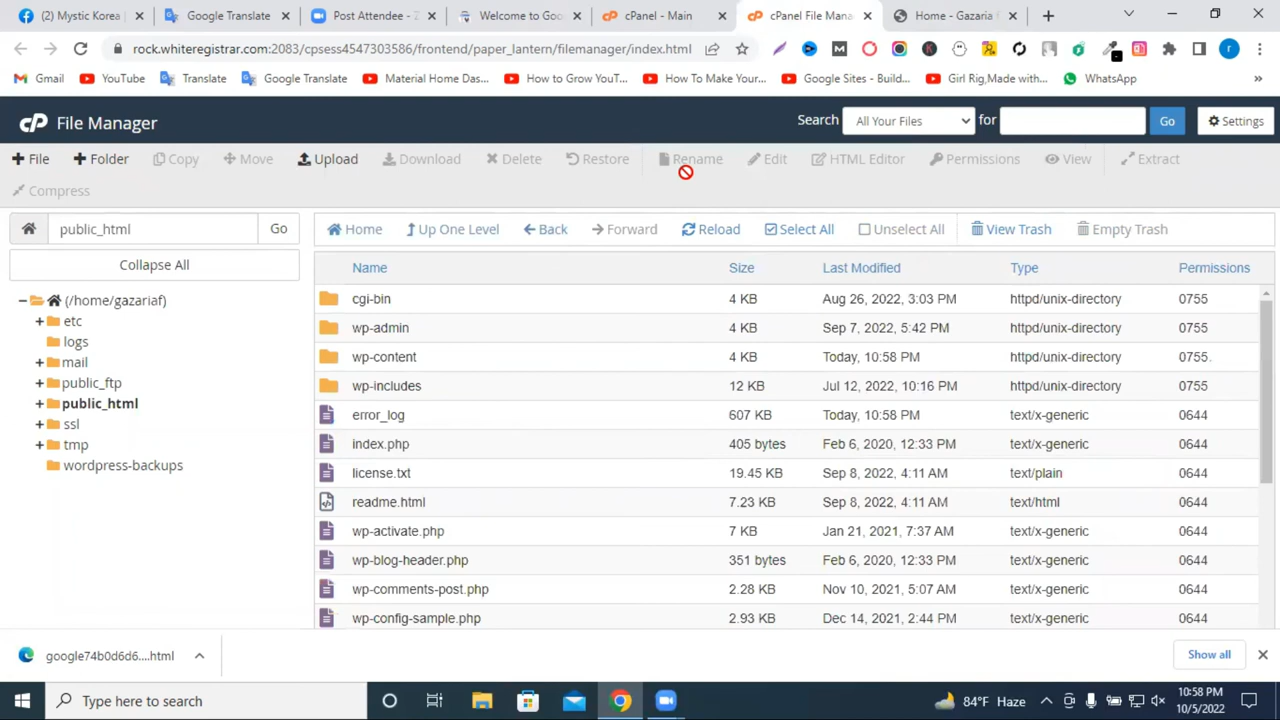 (2) Mystic Korea |
Google Translate
Post Attendee - Z
Welcome to Goo
cPanel - Main
cPanel File Mana
Home - Gazaria f
rock.whiteregistrar.com:2083/cpsess4547303586/frontend/paper_lantern/filemanager/index.html
Gmail
YouTube
Translate
Google Translate
Material Home Das...
How to Grow YouT...
How To Make Your...
Google Sites - Build...
Girl Rig,Made with...
WhatsApp
cP File Manager
Search
All Your Files
for
Go
Settings
File
Folder
Copy
Move
Upload
Download
Delete
Restore
Rename
Edit
HTML Editor
Permissions
View
Extract
Compress
public_html
Go
Home
Up One Level
Back
Forward
Reload
Select All
Unselect All
View Trash
Empty Trash
Collapse All
(/home/gazariaf)
etc
logs
mail
public_ftp
public_html
ssl
tmp
wordpress-backups
Name Size Last Modified Type Permissions
cgi-bin 4 KB Aug 26, 2022, 3:03 PM httpd/unix-directory 0755
wp-admin 4 KB Sep 7, 2022, 5:42 PM httpd/unix-directory 0755
wp-content 4 KB Today, 10:58 PM httpd/unix-directory 0755
wp-includes 12 KB Jul 12, 2022, 10:16 PM httpd/unix-directory 0755
error_log 607 KB Today, 10:58 PM text/x-generic 0644
index.php 405 bytes Feb 6, 2020, 12:33 PM text/x-generic 0644
license.txt 19.45 KB Sep 8, 2022, 4:11 AM text/plain 0644
readme.html 7.23 KB Sep 8, 2022, 4:11 AM text/html 0644
wp-activate.php 7 KB Jan 21, 2021, 7:37 AM text/x-generic 0644
wp-blog-header.php 351 bytes Feb 6, 2020, 12:33 PM text/x-generic 0644
wp-comments-post.php 2.28 KB Nov 10, 2021, 5:07 AM text/x-generic 0644
wp-config-sample.php 2.93 KB Dec 14, 2021, 2:44 PM text/x-generic 0644
google74b0d6d6....html
Show all
Type here to search
84°F Haze
10:58 PM
10/5/2022